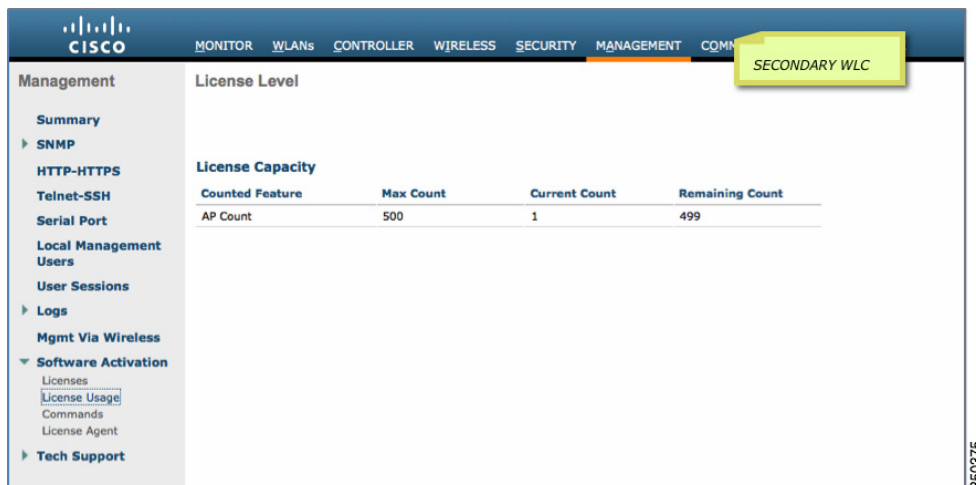 CISCO
MONITOR WLANs CONTROLLER WIRELESS SECURITY MANAGEMENT
SECONDARY WLC
Management
Summary
SNMP
HTTP-HTTPS
Telnet-SSH
Serial Port
Local Management
Users
User Sessions
Logs
Mgmt Via Wireless
Software Activation
Licenses
License Usage
Commands
License Agent
Tech Support
License Level
License Capacity
Counted Feature Max Count Current Count Remaining Count
AP Count 500 1 499